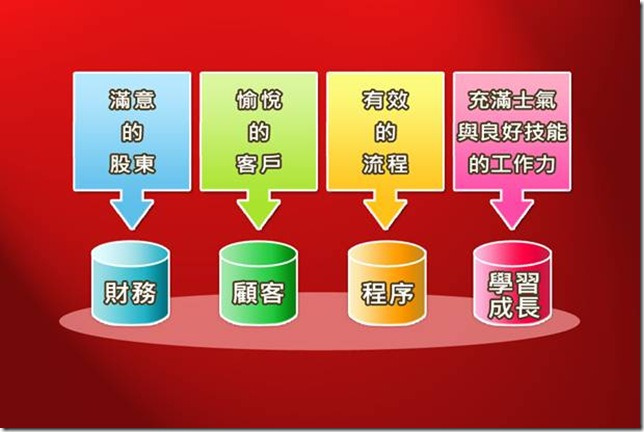 滿意
的
股東
愉悅
的
客戶
有效
的
流程
充滿士氣
與良好技能
的工作力
財務
顧客
程序
學習
成長